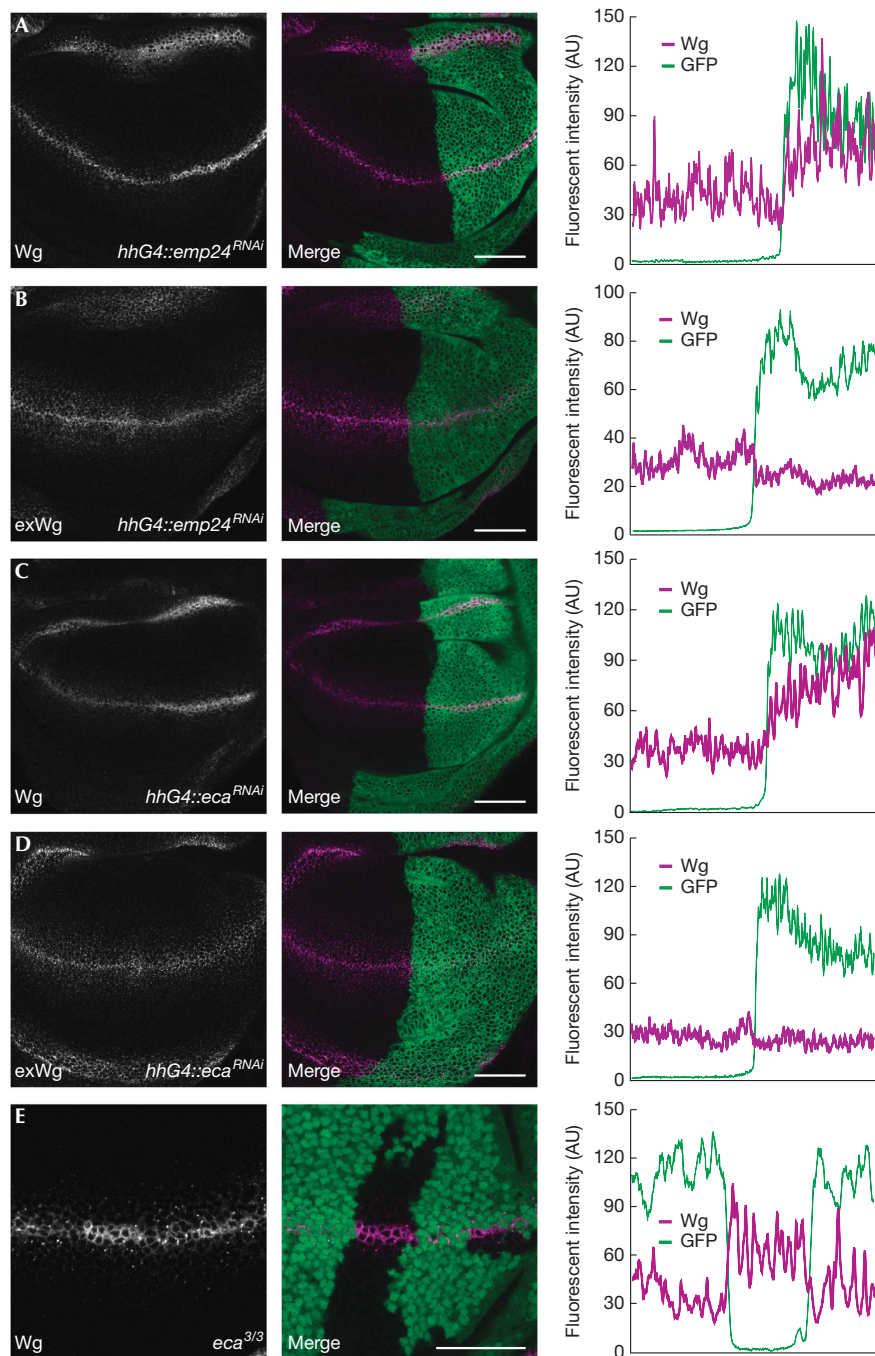 A
Wg
hhG4::emp24RNAi
Merge
Fluorescent intensity (AU)
150
120
90
60
30
0
Wg
GFP
B
exWg
hhG4::emp24RNAi
Merge
Fluorescent intensity (AU)
100
80
60
40
20
0
Wg
GFP
C
Wg
hhG4::ecaRNAi
Merge
Fluorescent intensity (AU)
150
120
90
60
30
0
Wg
GFP
D
exWg
hhG4::ecaRNAi
Merge
Fluorescent intensity (AU)
150
120
90
60
30
0
Wg
GFP
E
Wg
eca3/3
Merge
Fluorescent intensity (AU)
150
120
90
60
30
0
Wg
GFP